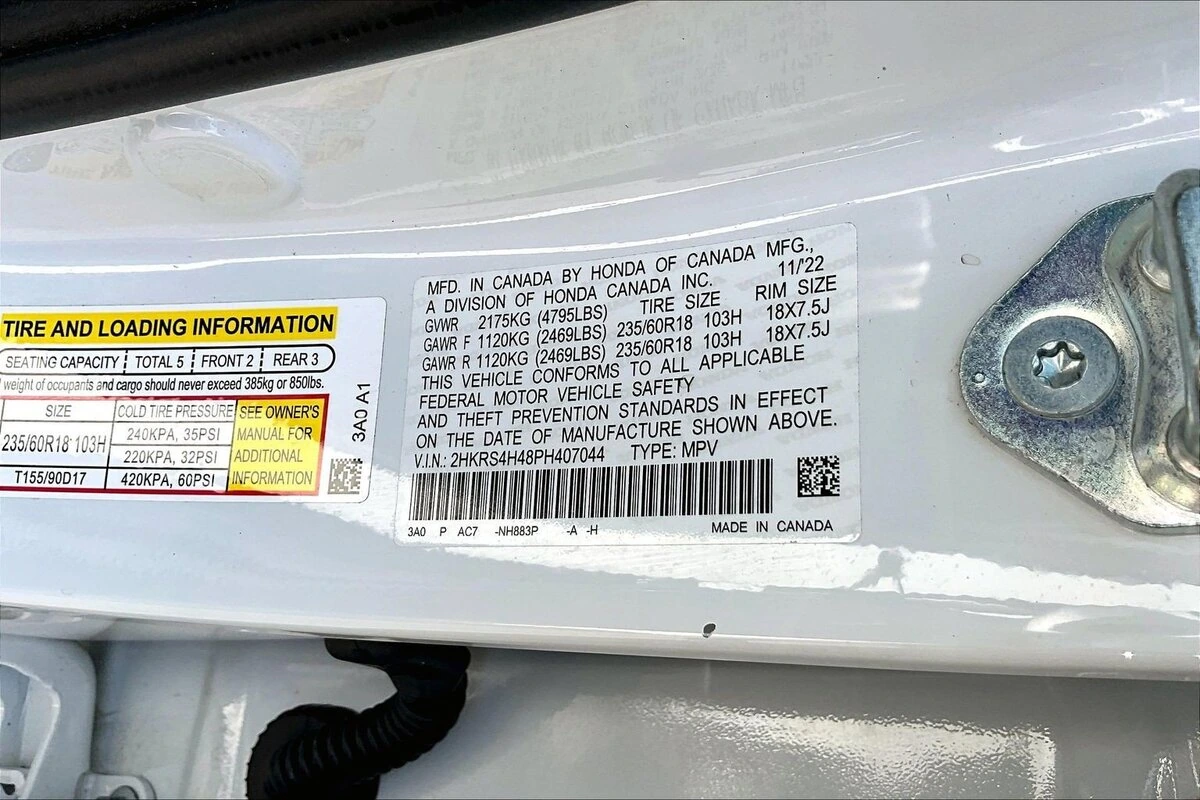 TIRE AND LOADING INFORMATION
SEATING CAPACITY TOTAL 5 FRONT 2 REAR 3
weight of occupants and cargo should never exceed 385kg or 850lbs.
SIZE COLD TIRE PRESSURE SEE OWNER'S
MANUAL FOR
ADDITIONAL
INFORMATION
235/60R18 103H 240KPA, 35PSI
220KPA, 32PSI
T155/90D17 420KPA, 60PSI
3A0 A1
MFD. IN CANADA BY HONDA OF CANADA MFG.,
A DIVISION OF HONDA CANADA INC. 11/'22
GVWR 2175KG (4795LBS) TIRE SIZE RIM SIZE
GAWR F 1120KG (2469LBS) 235/60R18 103H 18X7.5J
GAWR R 1120KG (2469LBS) 235/60R18 103H 18X7.5J
THIS VEHICLE CONFORMS TO ALL APPLICABLE
FEDERAL MOTOR VEHICLE SAFETY
AND THEFT PREVENTION STANDARDS IN EFFECT
ON THE DATE OF MANUFACTURE SHOWN ABOVE.
V.I.N.: 2HKRS4H48PH407044 TYPE: MPV
3A0 P AC7 -NH883P -A -H MADE IN CANADA